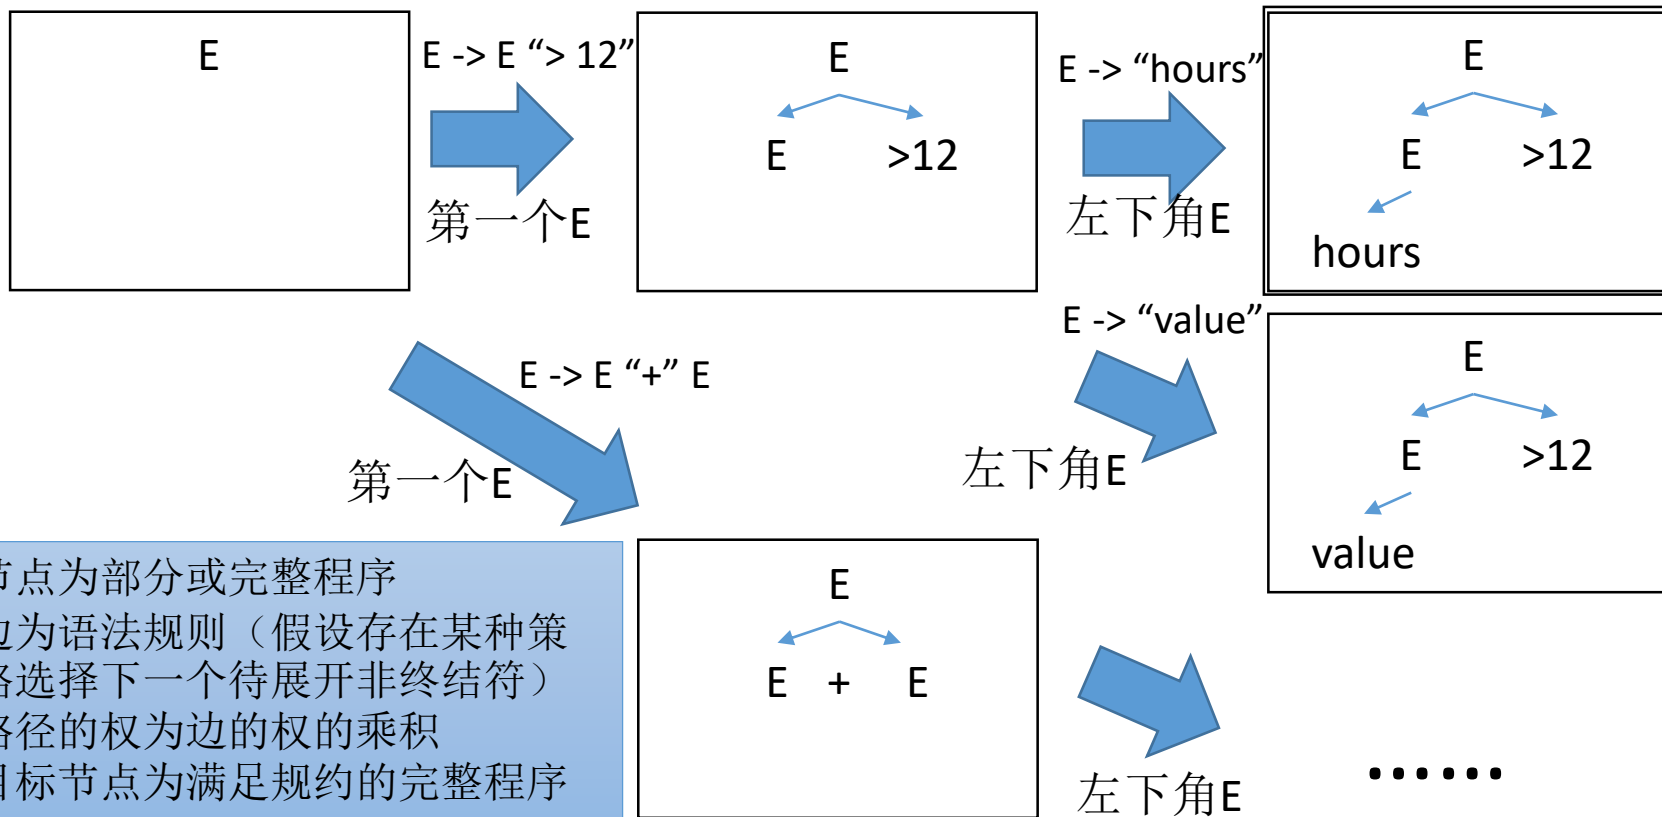 E
E -> E “> 12”
第一个E
E
E >12
E -> “hours”
左下角E
E
E >12
hours
E -> E “+” E
第一个E
E -> “value”
左下角E
E
E >12
value
节点为部分或完整程序
边为语法规则（假设存在某种策
略选择下一个待展开非终结符）
路径的权为边的权的乘积
目标节点为满足规约的完整程序
E
E + E
左下角E
……